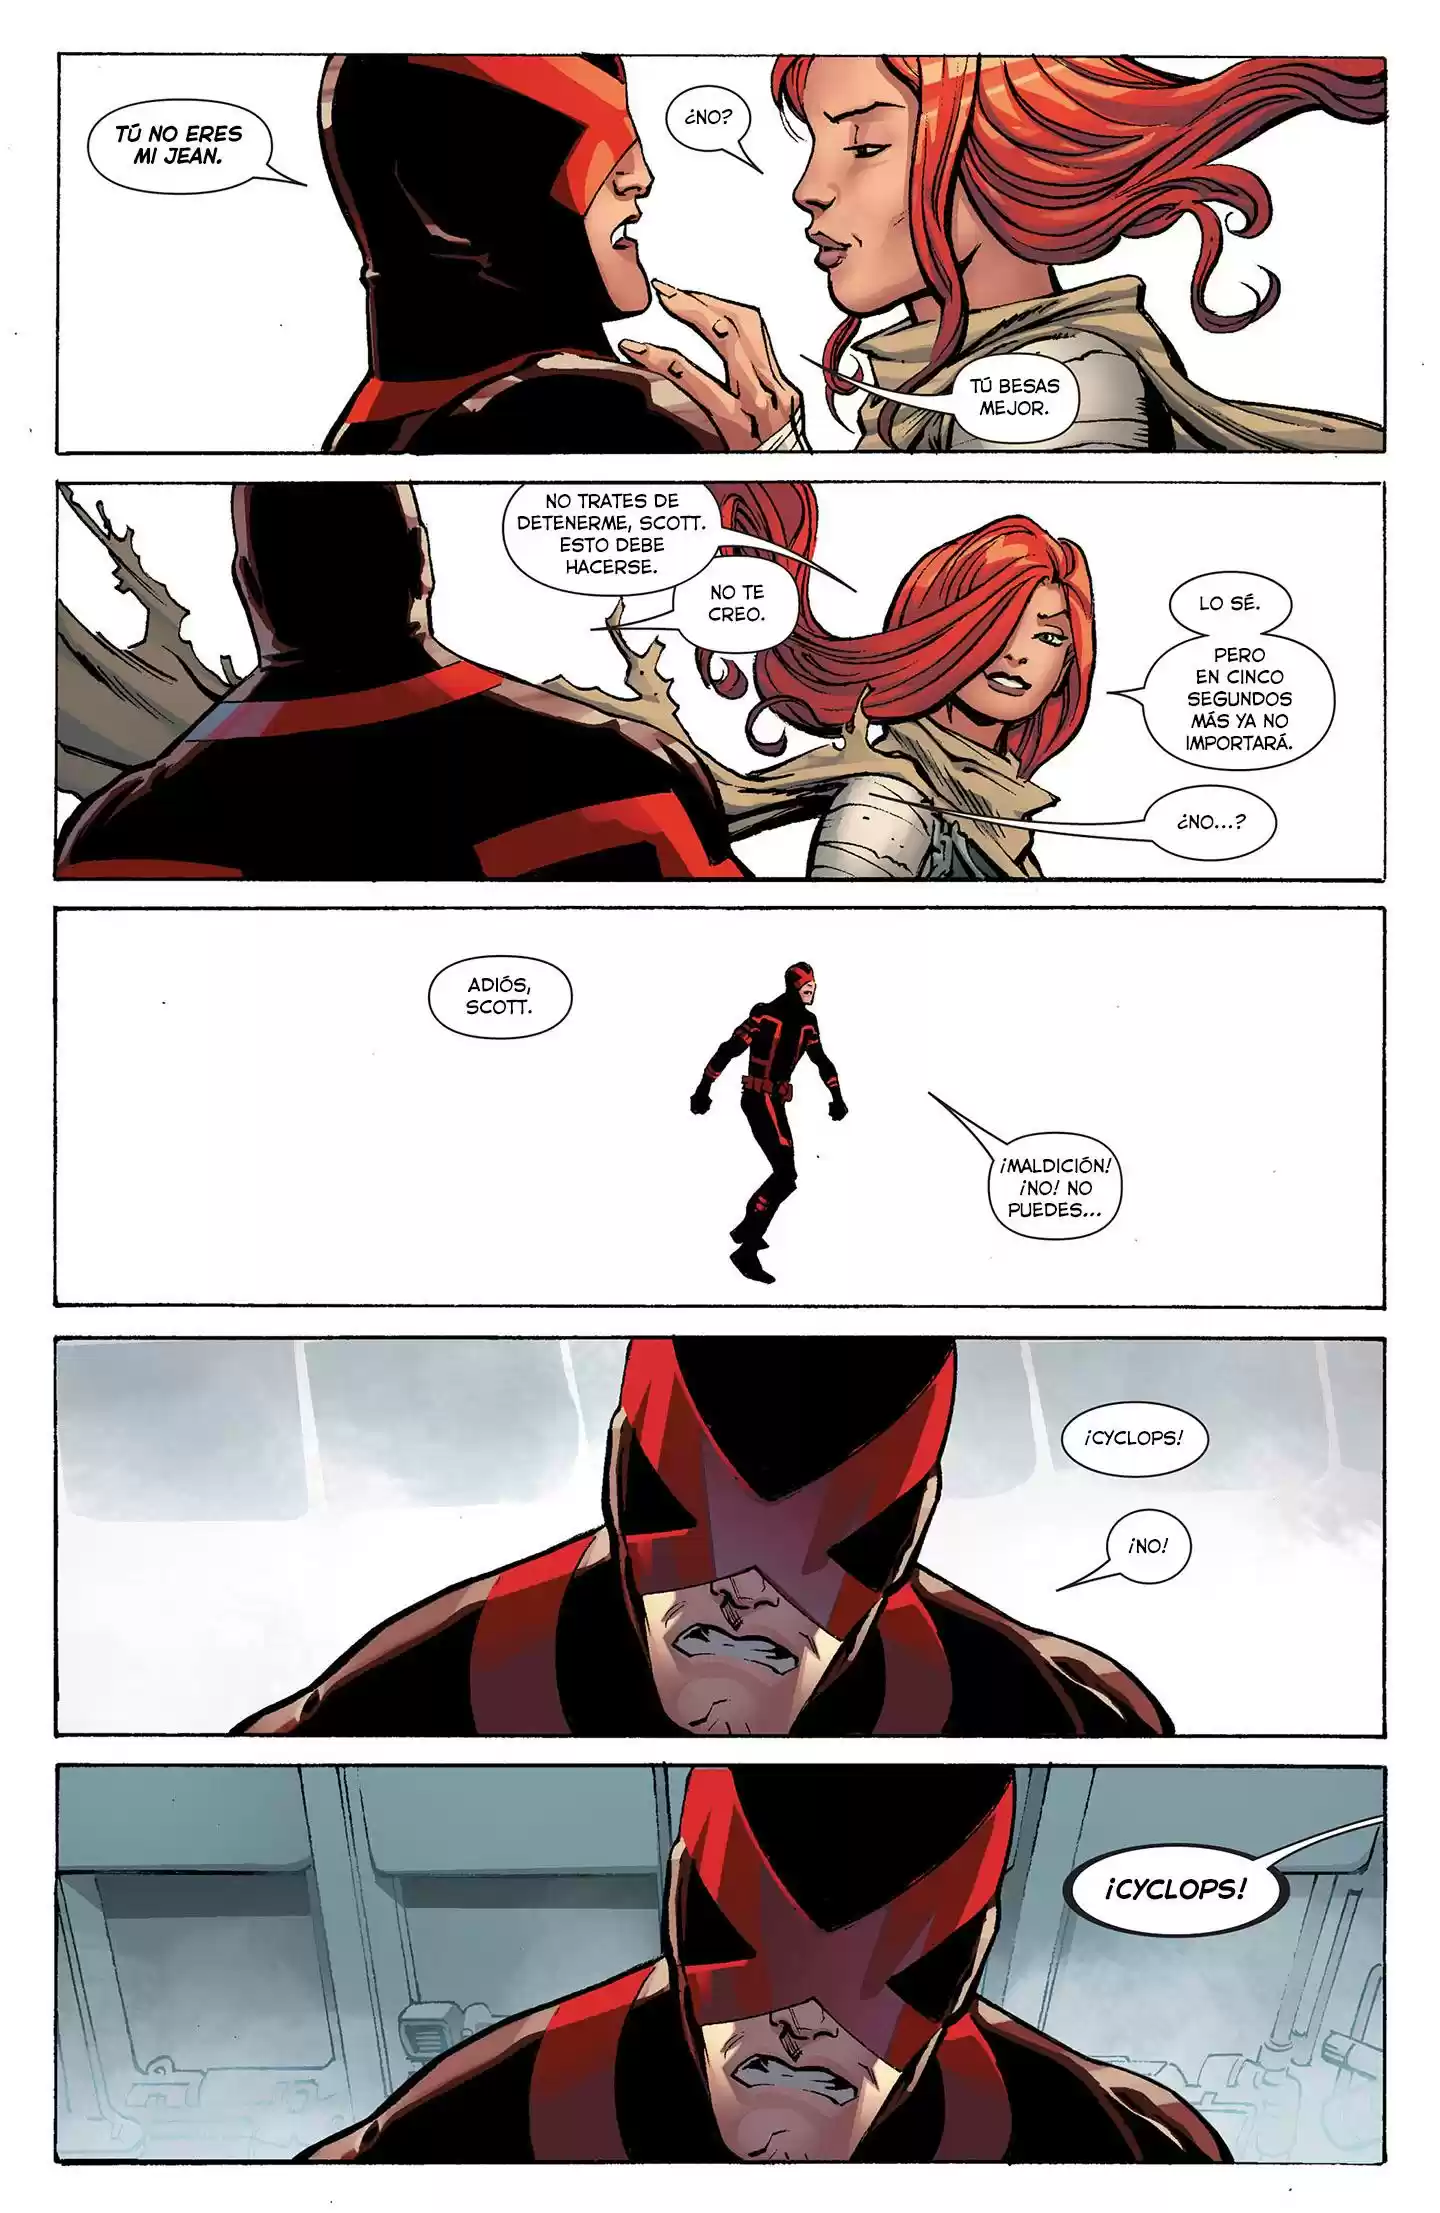 TÚ NO ERES
MI JEAN.
¿NO?
TÚ BESAS
MEJOR.
NO TRATES DE
DETENERME, SCOTT.
ESTO DEBE
HACERSE.
NO TE
CREO.
LO SÉ.
PERO
EN CINCO
SEGUNDOS
MÁS YA NO
IMPORTARÁ.
¿NO...?
ADIÓS,
SCOTT.
¡MALDICIÓN!
¡NO! NO
PUEDES...
¡CYCLOPS!
¡NO!
¡CYCLOPS!